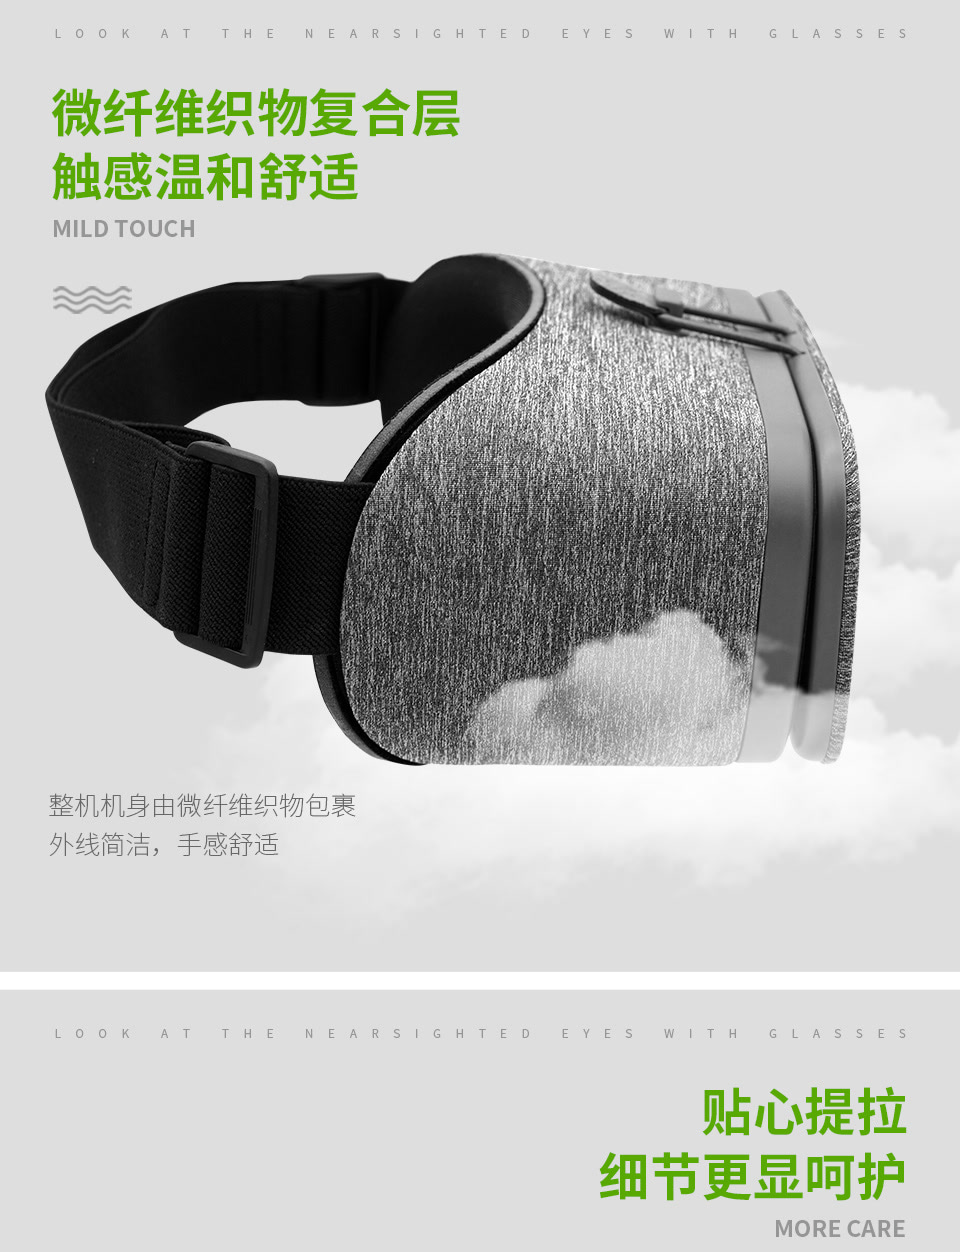 LOOK AT THE NEARSIGHTED EYES WITH GLASSES
微纤维织物复合层
触感温和舒适
MILD TOUCH
整机机身由微纤维织物包裹
外线简洁，手感舒适
LOOK AT THE NEARSIGHTED EYES WITH GLASSES
贴心提拉
细节更显呵护
MORE CARE